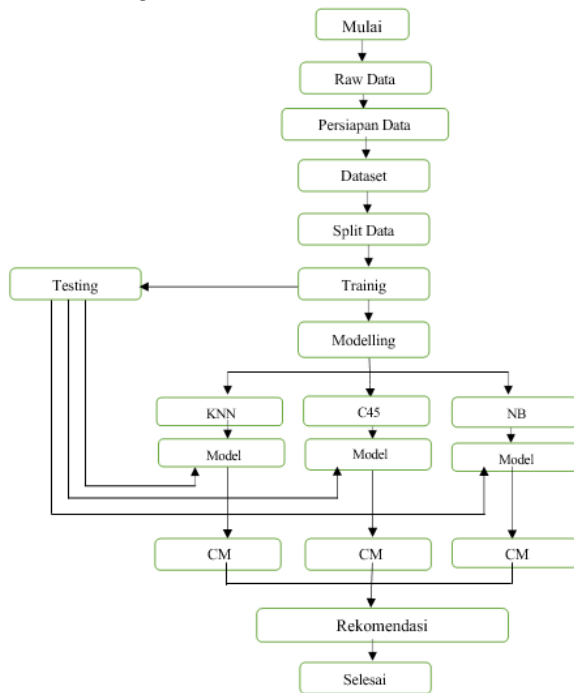 Mulai
Raw Data
Persiapan Data
Dataset
Split Data
Testing
Trainig
Modelling
KNN
C45
NB
Model
Model
Model
CM
CM
CM
Rekomendasi
Selesai